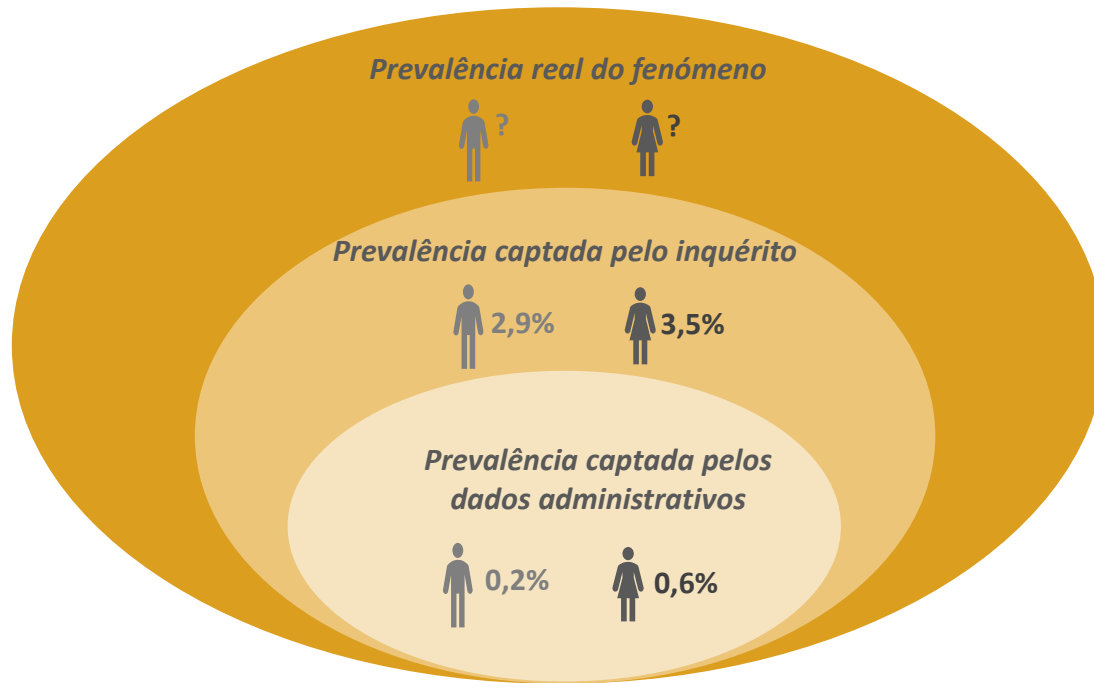 Prevalência real do fenómeno
? ?
Prevalência captada pelo inquérito
2,9% 3,5%
Prevalência captada pelos
dados administrativos
0,2% 0,6%